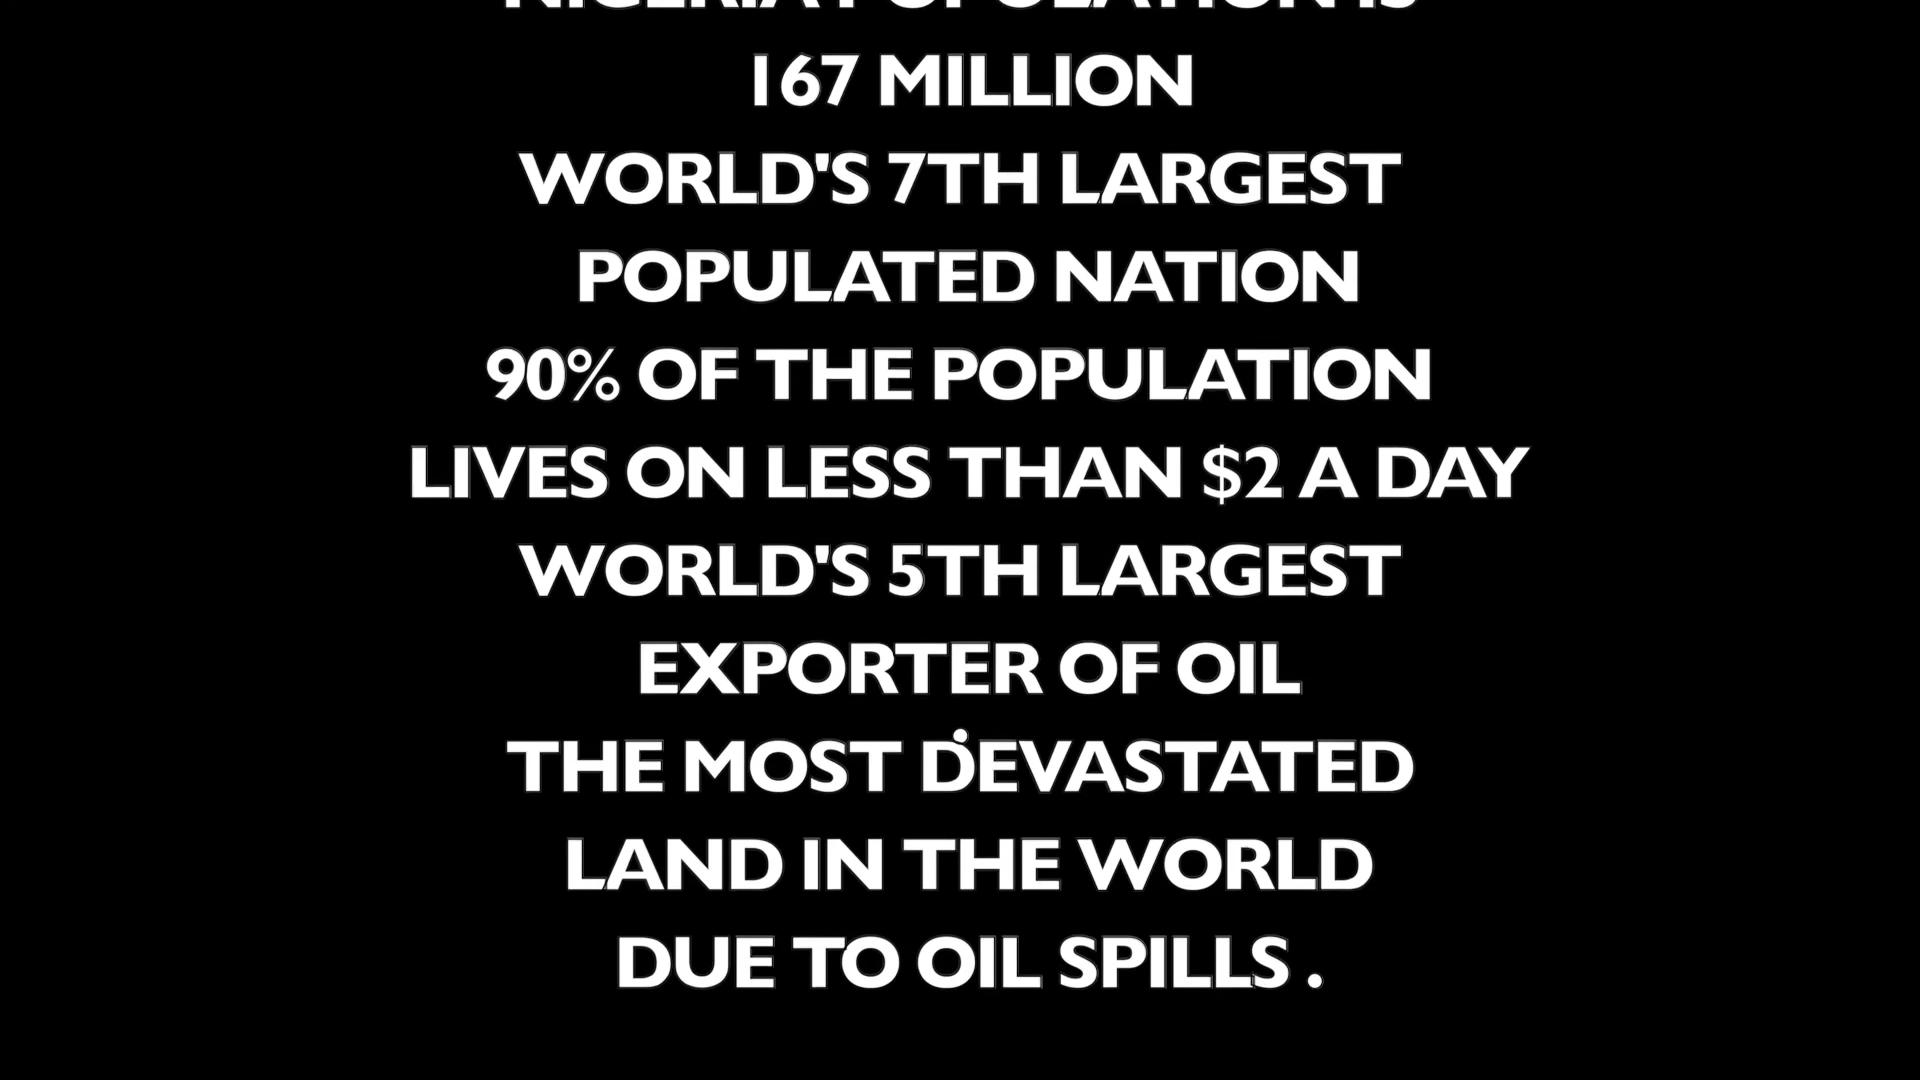 NIGERIA POPULATION IS
167 MILLION
WORLD'S 7TH LARGEST
POPULATED NATION
90% OF THE POPULATION
LIVES ON LESS THAN $2 A DAY
WORLD'S 5TH LARGEST
EXPORTER OF OIL
THE MOST DEVASTATED
LAND IN THE WORLD
DUE TO OIL SPILLS .